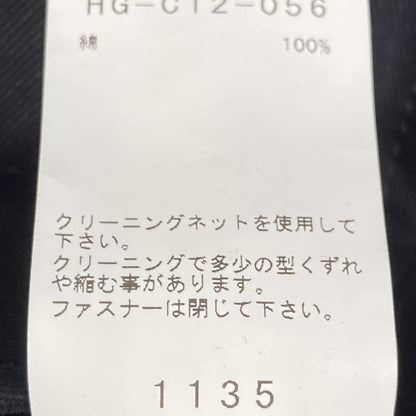 HG-C12-056
綿 100%
クリーニングネットを使用して
下さい。
クリーニングで多少の型くずれ
や縮む事があります。
ファスナーは閉じて下さい。
1135